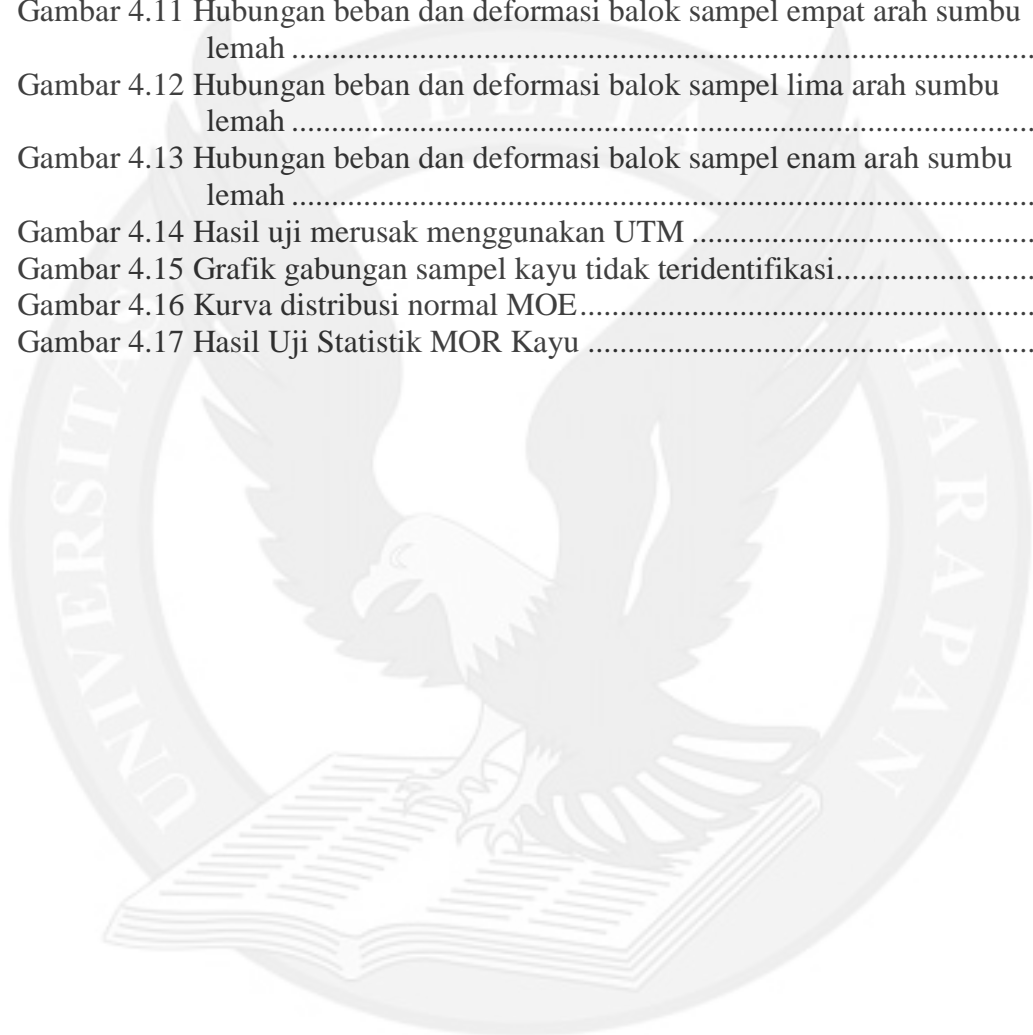 Gambar 4.11 Hubungan beban dan deformasi balok sampel empat arah sumbu
lemah ................................................................................
Gambar 4.12 Hubungan beban dan deformasi balok sampel lima arah sumbu
lemah ................................................................................
Gambar 4.13 Hubungan beban dan deformasi balok sampel enam arah sumbu
lemah ................................................................................
Gambar 4.14 Hasil uji merusak menggunakan UTM ....................................
Gambar 4.15 Grafik gabungan sampel kayu tidak teridentifikasi.....................
Gambar 4.16 Kurva distribusi normal MOE................................................
Gambar 4.17 Hasil Uji Statistik MOR Kayu ...............................................
UNIVERSITAS PELITA HARAPAN